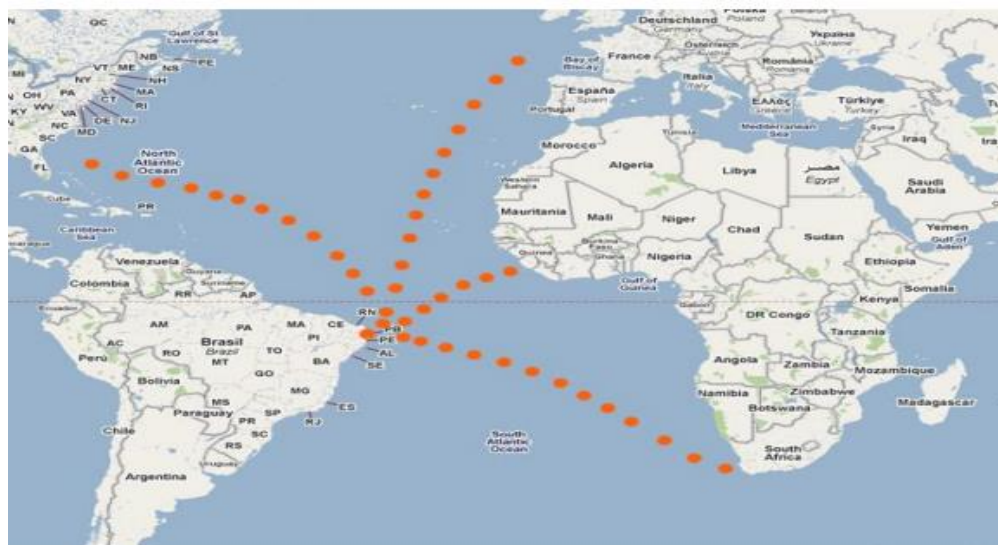 QC
Gulf of St
Lawrence
NB
PE
VT
ME
NS
MI
NY
NH
MA
OH
PA
CT
RI
WV
DE
NJ
KY
VA
MD
NC
SC
GA
FL
North
Atlantic
Ocean
Cuba
PR
Caribbean
Sea
Venezuela
Guyana
Suriname
Colombia
RR
AP
Ecuador
AM
PA
MA
CE
RN
PB
PI
PE
AC
Brasil
Brazil
TO
AL
RO
MT
BA
SE
Perú
GO
Bolivia
MG
MS
ES
Paraguay
SP
PR
RJ
Chile
SC
RS
Uruguay
Argentina
South
Atlantic
Ocean
Deutschland
Germany
Polska
Poland
Belarus
Україна
Ukraine
Österreich
Austria
France
Bay of
Biscay
România
Romania
Italia
Italy
España
Spain
Portugal
Ελλάς
Greece
Türkiye
Turkey
Mediterranean
Sea
Tunisia
Syria
Iraq
Ira
Morocco
Algeria
Libya
مصر
Egypt
Western
Sahara
Saudi
Arabia
Mauritania
Mali
Niger
Chad
Sudan
Yemen
Gulf of
Aden
Burkina
Faso
Guinea
Ghana
Nigeria
Ethiopia
Gulf of
Guinea
Somalia
Gabon
Kenya
DR Congo
Tanzania
Angola
Zambia
Mozambique
Namibia
Zimbabwe
Botswana
Madagascar
South
Africa